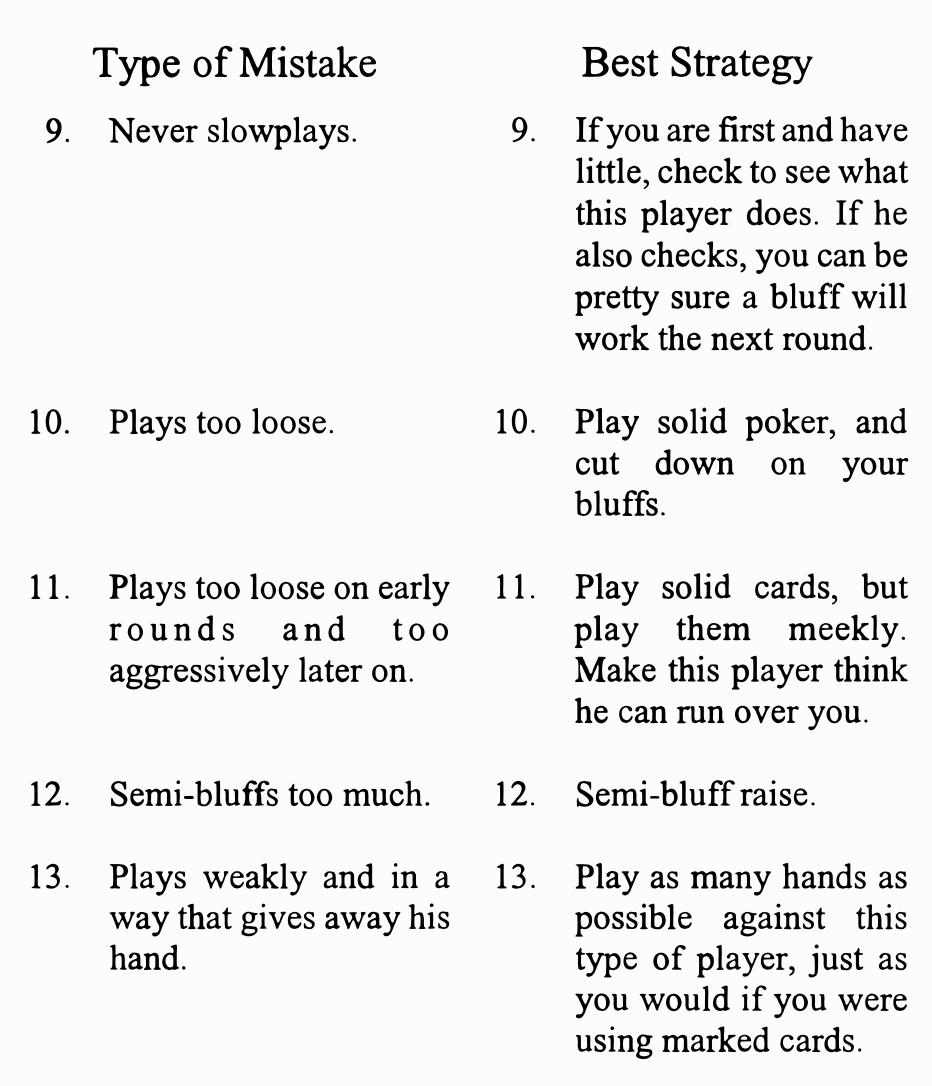 Type of Mistake
Best Strategy
9. Never slowplays.
9. If you are first and have
little, check to see what
this player does. If he
also checks, you can be
pretty sure a bluff will
work the next round.
10. Plays too loose.
10. Play solid poker, and
cut down on your
bluffs.
11. Plays too loose on early
rounds and too
aggressively later on.
11. Play solid cards, but
play them meekly.
Make this player think
he can run over you.
12. Semi-bluffs too much.
12. Semi-bluff raise.
13. Plays weakly and in a
way that gives away his
hand.
13. Play as many hands as
possible against this
type of player, just as
you would if you were
using marked cards.